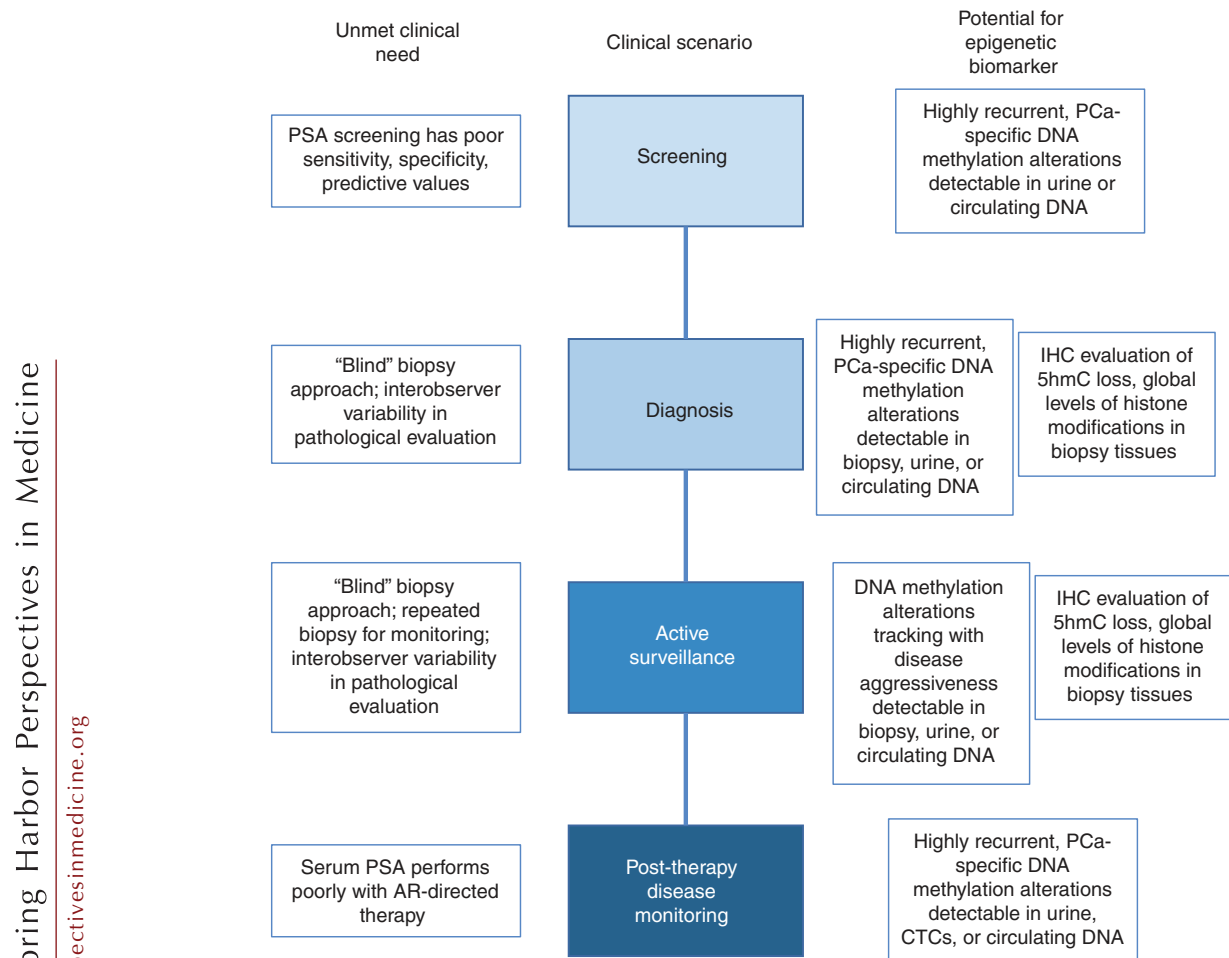 Unmet clinical
need
Clinical scenario
Potential for
epigenetic
biomarker
PSA screening has poor
sensitivity, specificity,
predictive values
Screening
Highly recurrent, PCa-
specific DNA
methylation alterations
detectable in urine or
circulating DNA
“Blind” biopsy
approach; interobserver
variability in
pathological evaluation
Diagnosis
Highly recurrent,
PCa-specific DNA
methylation
alterations
detectable in
biopsy, urine, or
circulating DNA
IHC evaluation of
5hmC loss, global
levels of histone
modifications in
biopsy tissues
“Blind” biopsy
approach; repeated
biopsy for monitoring;
interobserver variability
in pathological
evaluation
Active
surveillance
DNA methylation
alterations
tracking with
disease
aggressiveness
detectable in
biopsy, urine, or
circulating DNA
IHC evaluation of
5hmC loss, global
levels of histone
modifications in
biopsy tissues
Serum PSA performs
poorly with AR-directed
therapy
Post-therapy
disease
monitoring
Highly recurrent, PCa-
specific DNA
methylation alterations
detectable in urine,
CTCs, or circulating DNA
Harbor Perspectives in Medicine